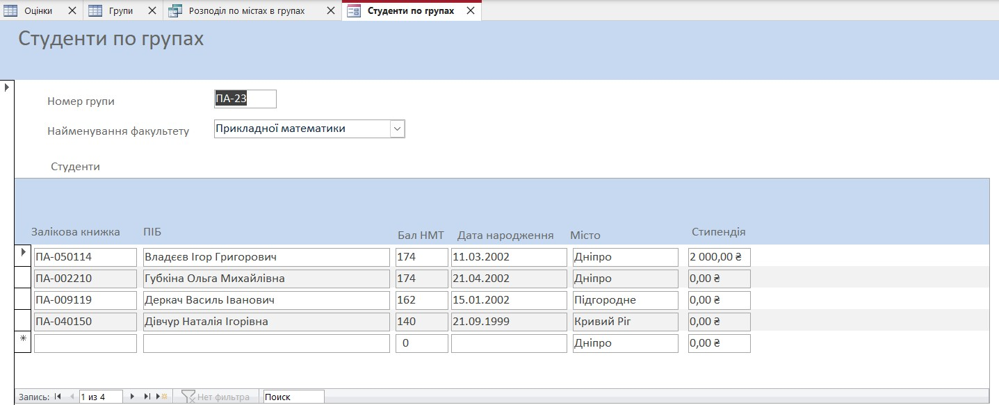 Оцінки Групи Розподіл по містах в групах Студенти по групах
Студенти по групах
Номер групи ПА-23
Найменування факультету Прикладної математики
Студенти
Залікова книжка ПІБ Бал НМТ Дата народження Місто Стипендія
ПА-050114 Владєєв Ігор Григорович 174 11.03.2002 Дніпро 2 000,00 ₴
ПА-002210 Губкіна Ольга Михайлівна 174 21.04.2002 Дніпро 0,00 ₴
ПА-009119 Деркач Василь Іванович 162 15.01.2002 Підгородне 0,00 ₴
ПА-040150 Дівчур Наталія Ігорівна 140 21.09.1999 Кривий Ріг 0,00 ₴
* 0 Дніпро 0,00 ₴
Запись: 1 из 4 Нет фильтра Поиск